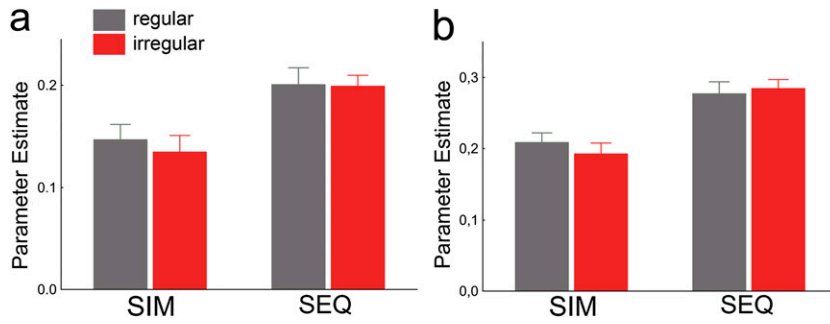 a
regular
irregular
Parameter Estimate
0.2
0.1
0.0
SIM SEQ
b
Parameter Estimate
0,3
0,2
0,1
0,0
SIM SEQ